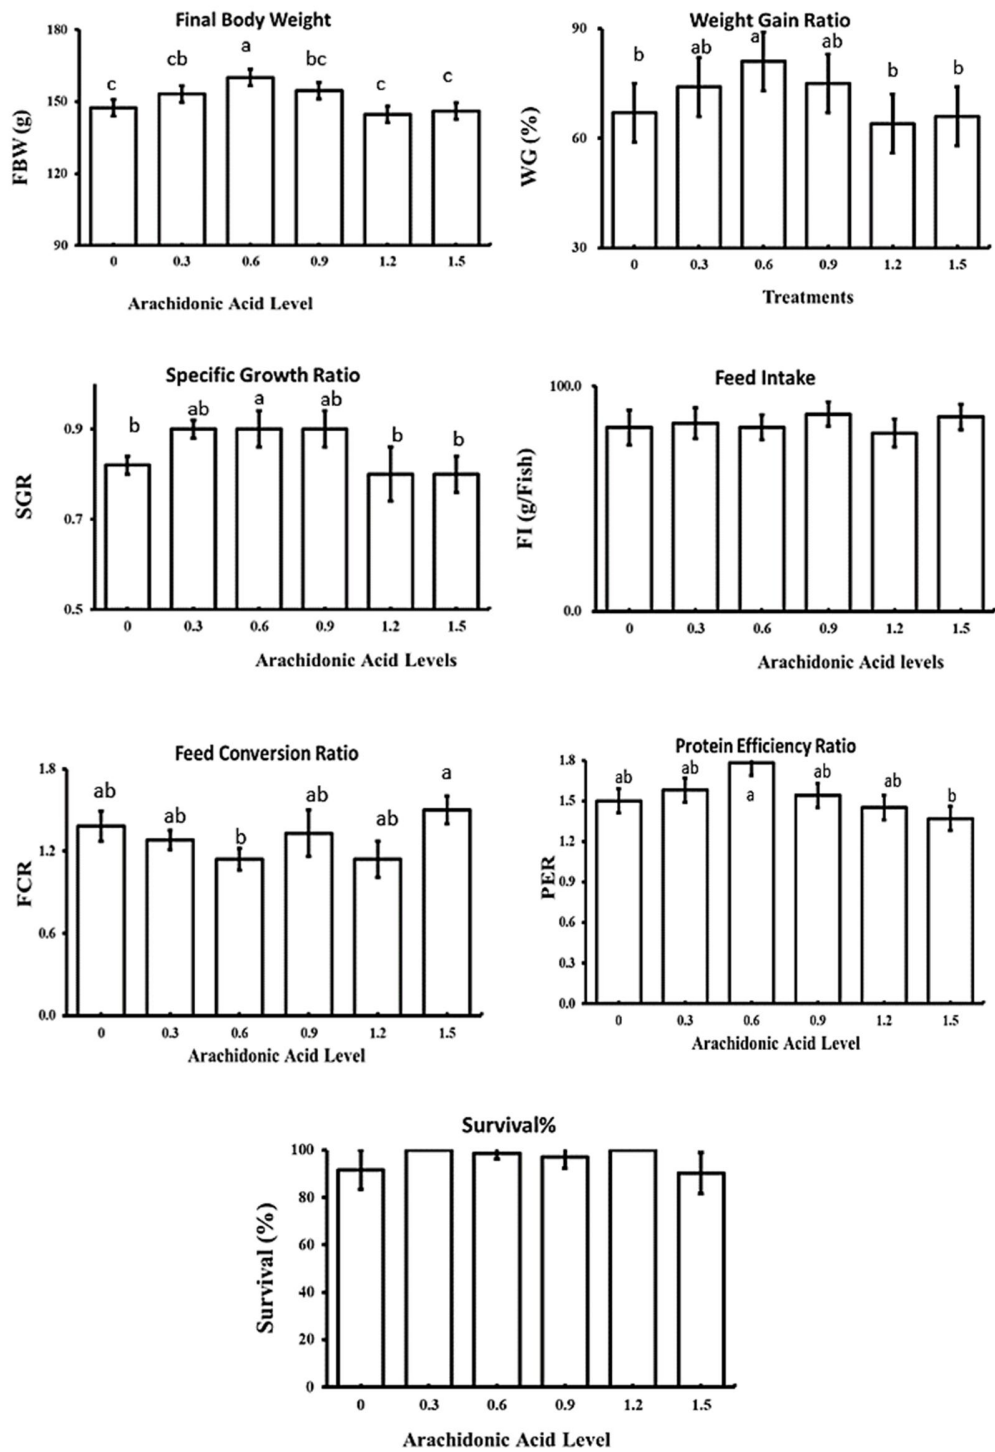 Final Body Weight
180
150
120
90
FBW (g)
c
cb
a
bc
c
c
0 0.3 0.6 0.9 1.2 1.5
Arachidonic Acid Level
Weight Gain Ratio
90
60
30
WG (%)
b
ab
a
ab
b
b
0 0.3 0.6 0.9 1.2 1.5
Treatments
Specific Growth Ratio
0.9
0.7
0.5
SGR
b
ab
a
ab
b
b
0 0.3 0.6 0.9 1.2 1.5
Arachidonic Acid Levels
Feed Intake
100.0
0.0
FI (g/Fish)
0 0.3 0.6 0.9 1.2 1.5
Arachidonic Acid levels
Feed Conversion Ratio
1.8
1.2
0.6
0.0
FCR
ab
ab
b
ab
ab
a
0 0.3 0.6 0.9 1.2 1.5
Arachidonic Acid Level
Protein Efficiency Ratio
1.8
1.5
1.2
0.9
0.6
0.3
0.0
PER
ab
ab
a
ab
ab
b
0 0.3 0.6 0.9 1.2 1.5
Arachidonic Acid Level
Survival%
100
80
60
40
20
0
Survival (%)
0 0.3 0.6 0.9 1.2 1.5
Arachidonic Acid Level